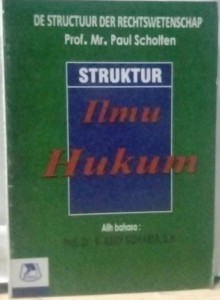 DE STRUCTUUR DER RECHTSWETENSCHAP
Prof. Mr. Paul Scholten
STRUKTUR
Ilmu
Hukum
Alih bahasa :